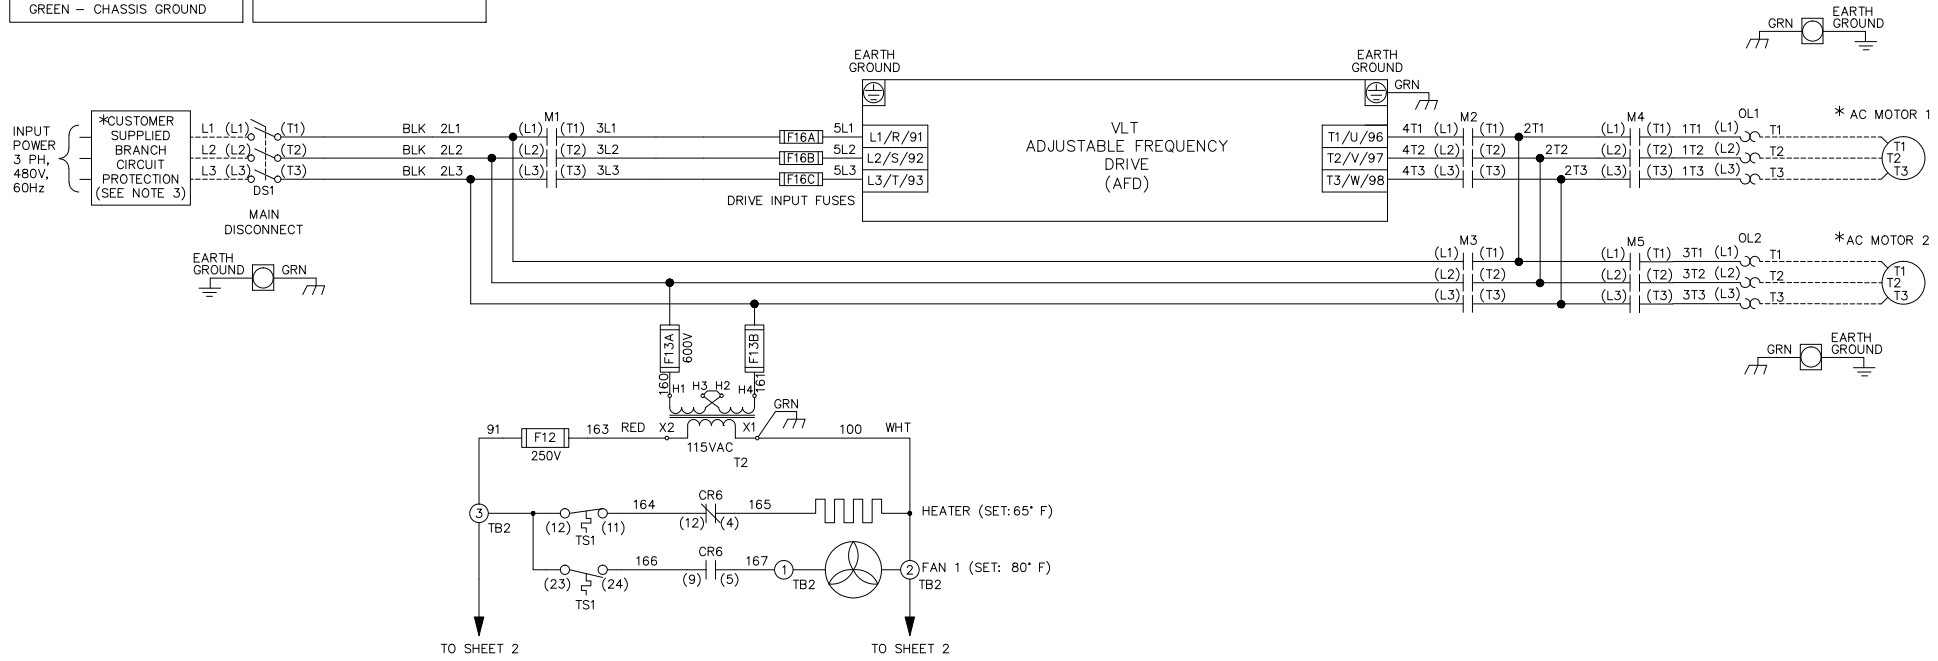 GREEN – CHASSIS GROUND
GRN
EARTH
GROUND
EARTH
GROUND
EARTH
GROUND
GRN
INPUT
POWER
3 PH,
480V,
60Hz
*CUSTOMER
SUPPLIED
BRANCH
CIRCUIT
PROTECTION
(SEE NOTE 3)
L1 (L1) (T1) BLK 2L1 (L1) M1 (T1) 3L1 F16A 5L1 L1/R/91
L2 (L2) (T2) BLK 2L2 (L2) (T2) 3L2 F16B 5L2 L2/S/92
L3 (L3) (T3) BLK 2L3 (L3) (T3) 3L3 F16C 5L3 L3/T/93
DS1
MAIN
DISCONNECT
DRIVE INPUT FUSES
VLT
ADJUSTABLE FREQUENCY
DRIVE
(AFD)
M2 M4 OL1 * AC MOTOR 1
T1/U/96 4T1 (L1) (T1) 2T1 (L1) (T1) 1T1 (L1) T1 T1
T2/V/97 4T2 (L2) (T2) 2T2 (L2) (T2) 1T2 (L2) T2 T2
T3/W/98 4T3 (L3) (T3) 2T3 (L3) (T3) 1T3 (L3) T3 T3
EARTH
GROUND
GRN
M3 M5 OL2 *AC MOTOR 2
(L1) (T1) (L1) (T1) 3T1 (L1) T1 T1
(L2) (T2) (L2) (T2) 3T2 (L2) T2 T2
(L3) (T3) (L3) (T3) 3T3 (L3) T3 T3
GRN
EARTH
GROUND
F13A
600V
F13B
160
161
H1 H3 H2 H4
GRN
91 F12 163 RED X2 X1 100 WHT
250V
115VAC
T2
3
TB2
(12) (11)
TS1
164
CR6
(12) (4)
165
HEATER (SET:65° F)
(23) (24)
TS1
166
CR6
(9) (5)
167
1
TB2
2
TB2
FAN 1 (SET: 80° F)
TO SHEET 2
TO SHEET 2